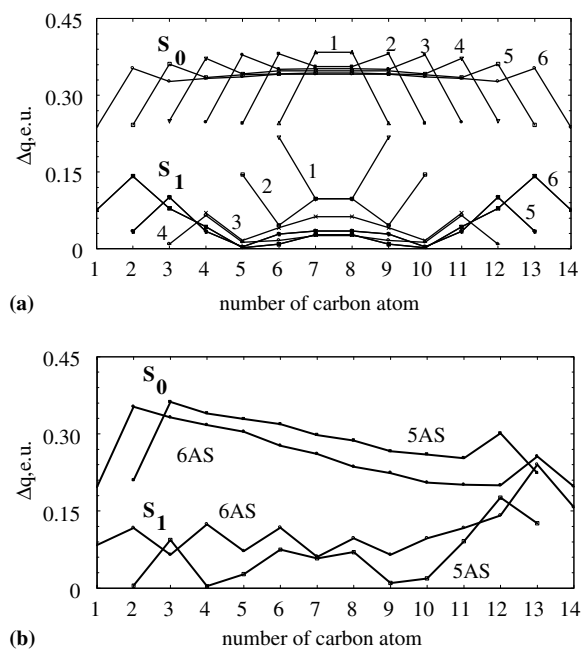 0.45
0.30
0.15
0
Δq,e.u.
S0
1 2 3 4 5 6
S1
1
2
3
4
6
5
1 2 3 4 5 6 7 8 9 10 11 12 13 14
(a) number of carbon atom
0.45
0.30
0.15
0
Δq,e.u.
S0
5AS
6AS
S1 6AS
5AS
1 2 3 4 5 6 7 8 9 10 11 12 13 14
(b) number of carbon atom